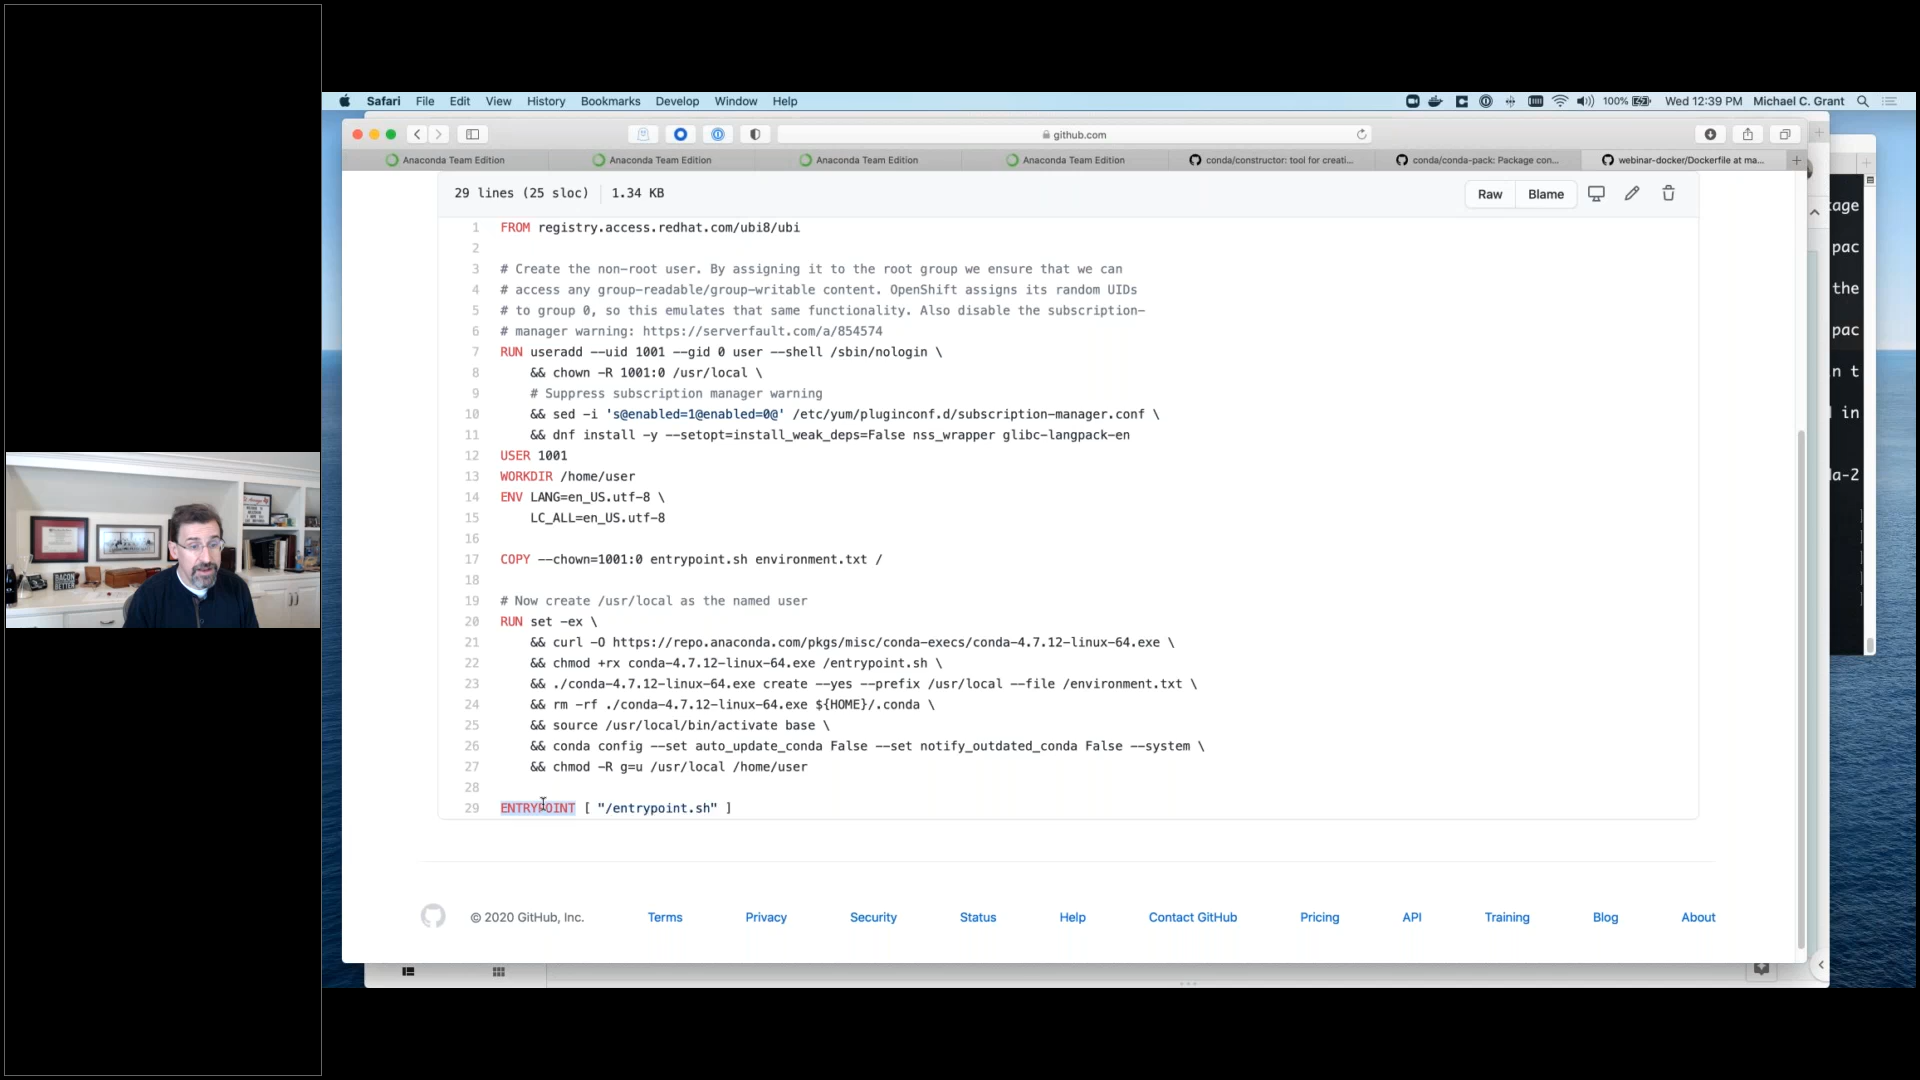 Safari File Edit View History Bookmarks Develop Window Help 100% Wed 12:39 PM Michael C. Grant
github.com
Anaconda Team Edition Anaconda Team Edition Anaconda Team Edition Anaconda Team Edition conda/constructor: tool for creati... conda/conda-pack: Package con... webinar-docker/Dockerfile at ma...
29 lines (25 sloc) 1.34 KB Raw Blame
1 FROM registry.access.redhat.com/ubi8/ubi
2
3 # Create the non-root user. By assigning it to the root group we ensure that we can
4 # access any group-readable/group-writable content. OpenShift assigns its random UIDs
5 # to group 0, so this emulates that same functionality. Also disable the subscription-
6 # manager warning: https://serverfault.com/a/854574
7 RUN useradd --uid 1001 --gid 0 user --shell /sbin/nologin \
8 && chown -R 1001:0 /usr/local \
9 # Suppress subscription manager warning
10 && sed -i 's@enabled=1@enabled=0@' /etc/yum/pluginconf.d/subscription-manager.conf \
11 && dnf install -y --setopt=install_weak_deps=False nss_wrapper glibc-langpack-en
12 USER 1001
13 WORKDIR /home/user
14 ENV LANG=en_US.utf-8 \
15 LC_ALL=en_US.utf-8
16
17 COPY --chown=1001:0 entrypoint.sh environment.txt /
18
19 # Now create /usr/local as the named user
20 RUN set -ex \
21 && curl -O https://repo.anaconda.com/pkgs/misc/conda-execs/conda-4.7.12-linux-64.exe \
22 && chmod +rx conda-4.7.12-linux-64.exe /entrypoint.sh \
23 && ./conda-4.7.12-linux-64.exe create --yes --prefix /usr/local --file /environment.txt \
24 && rm -rf ./conda-4.7.12-linux-64.exe ${HOME}/.conda \
25 && source /usr/local/bin/activate base \
26 && conda config --set auto_update_conda False --set notify_outdated_conda False --system \
27 && chmod -R g=u /usr/local /home/user
28
29 ENTRYPOINT [ "/entrypoint.sh" ]
© 2020 GitHub, Inc. Terms Privacy Security Status Help Contact GitHub Pricing API Training Blog About
kage
pac
the
pac
n t
in
da-2
BACON
BETTER